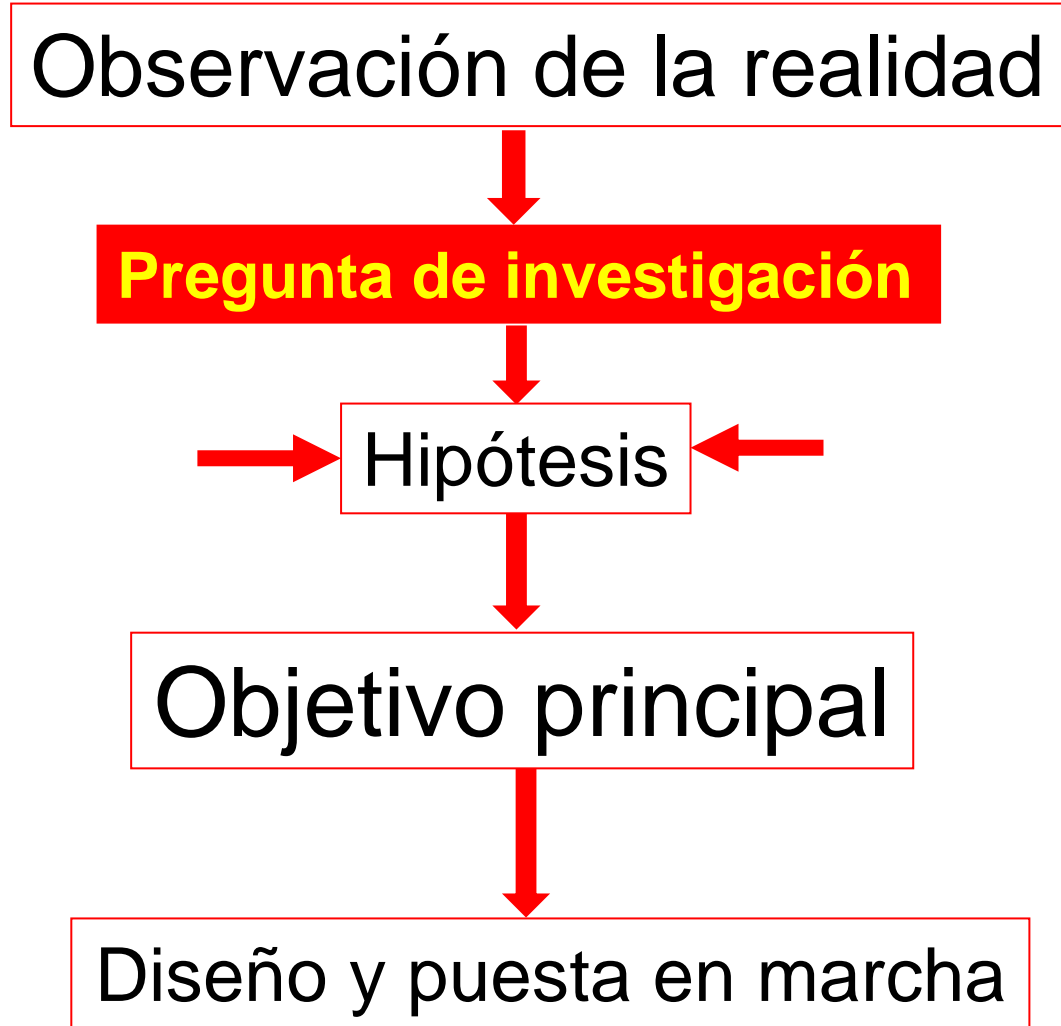 Observación de la realidad
Pregunta de investigación
Hipótesis
Objetivo principal
Diseño y puesta en marcha